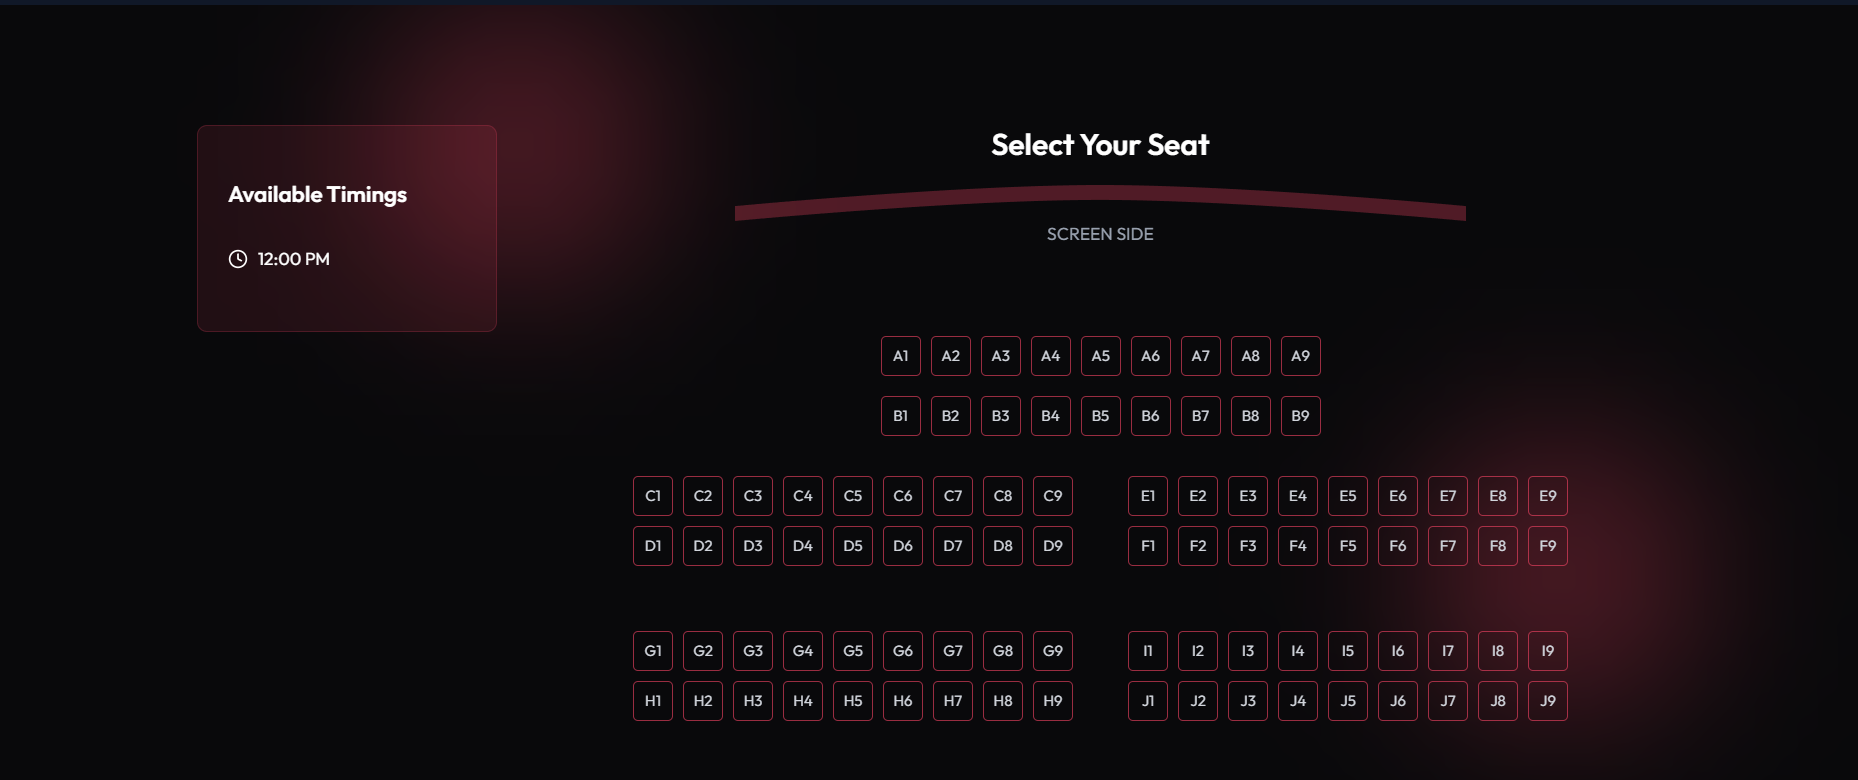 Available Timings
12:00 PM
Select Your Seat
SCREEN SIDE
A1 A2 A3 A4 A5 A6 A7 A8 A9
B1 B2 B3 B4 B5 B6 B7 B8 B9
C1 C2 C3 C4 C5 C6 C7 C8 C9
D1 D2 D3 D4 D5 D6 D7 D8 D9
E1 E2 E3 E4 E5 E6 E7 E8 E9
F1 F2 F3 F4 F5 F6 F7 F8 F9
G1 G2 G3 G4 G5 G6 G7 G8 G9
H1 H2 H3 H4 H5 H6 H7 H8 H9
I1 I2 I3 I4 I5 I6 I7 I8 I9
J1 J2 J3 J4 J5 J6 J7 J8 J9